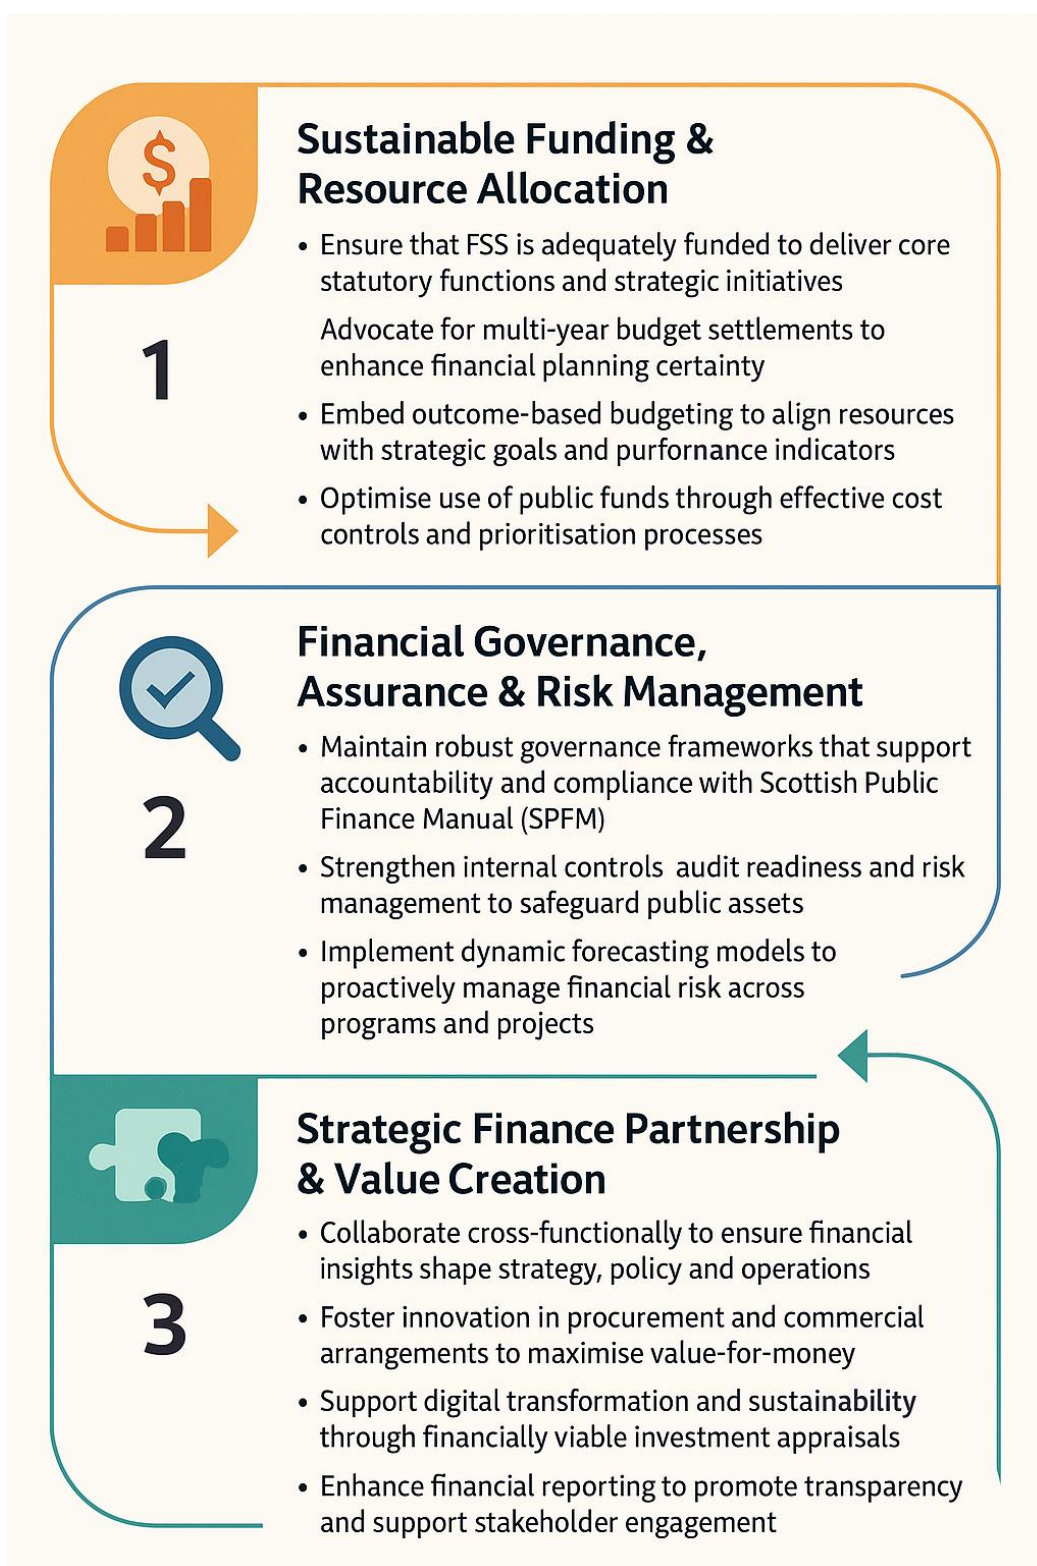 $
Sustainable Funding &
Resource Allocation
1
• Ensure that FSS is adequately funded to deliver core
statutory functions and strategic initiatives
Advocate for multi-year budget settlements to
enhance financial planning certainty
• Embed outcome-based budgeting to align resources
with strategic goals and purfornance indicators
• Optimise use of public funds through effective cost
controls and prioritisation processes
Financial Governance,
Assurance & Risk Management
2
• Maintain robust governance frameworks that support
accountability and compliance with Scottish Public
Finance Manual (SPFM)
• Strengthen internal controls  audit readiness and risk
management to safeguard public assets
• Implement dynamic forecasting models to
proactively manage financial risk across
programs and projects
Strategic Finance Partnership
& Value Creation
3
• Collaborate cross-functionally to ensure financial
insights shape strategy, policy and operations
• Foster innovation in procurement and commercial
arrangements to maximise value-for-money
• Support digital transformation and sustainability
through financially viable investment appraisals
• Enhance financial reporting to promote transparency
and support stakeholder engagement